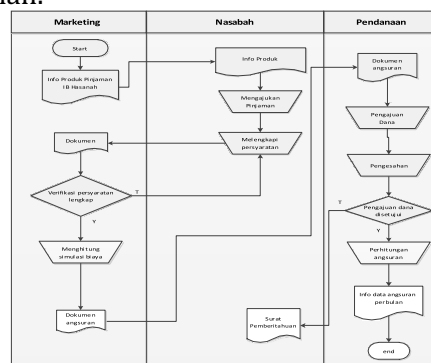 Marketing
Nasabah
Pendanaan
Start
Info Produk Pinjaman
IB Hasanah
Dokumen
Verifikasi persyaratan
lengkap
T
Y
Menghitung
simulasi biaya
Dokumen
angsuran
Info Produk
Mengajukan
Pinjaman
Melengkapi
persyaratan
Surat
Pemberitahuan
Dokumen
angsuran
Pengajuan
Dana
Pengesahan
Pengajuan dana
disetujui
T
Y
Perhitungan
angsuran
Info data angsuran
perbulan
end